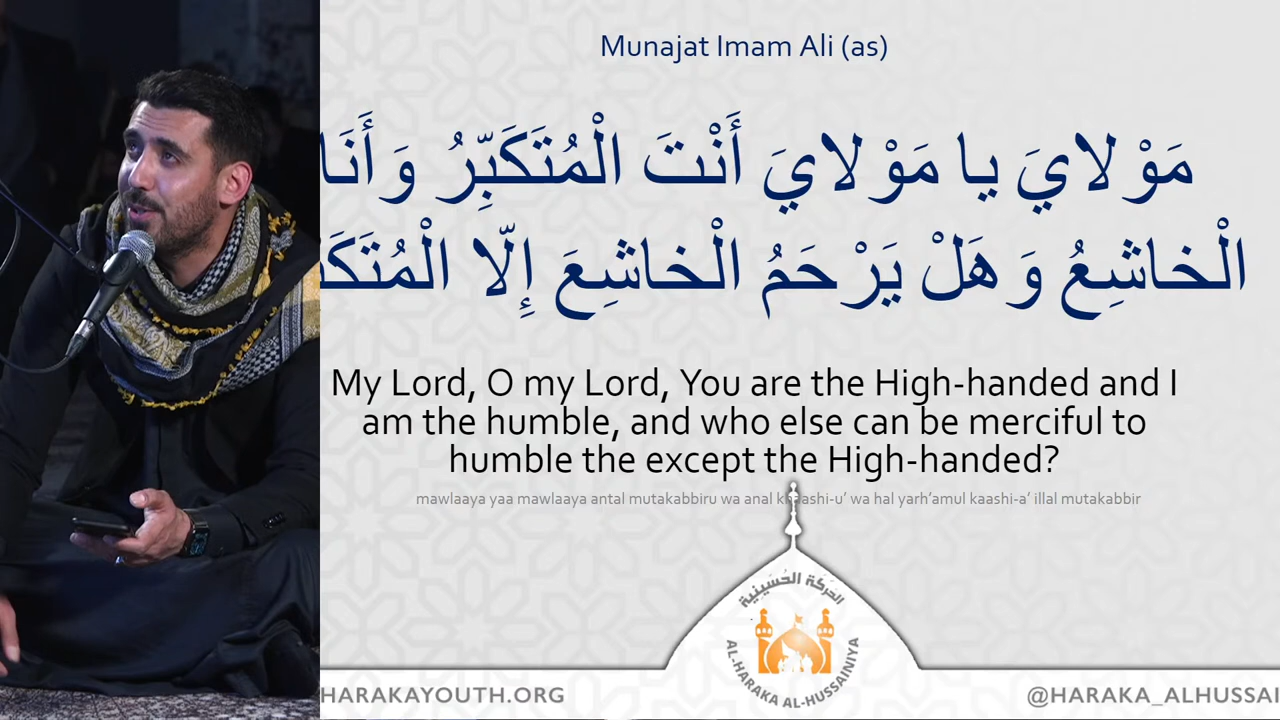 Munajat Imam Ali (as)
مَوْلايَ يا مَوْلايَ أَنْتَ الْمُتَكَبِّرُ وَأَنَا
الْخاشِعُ وَهَلْ يَرْحَمُ الْخاشِعَ إِلّا الْمُتَكَ
My Lord, O my Lord, You are the High-handed and I
am the humble, and who else can be merciful to
humble the except the High-handed?
mawlaaya yaa mawlaaya antal mutakabbiru wa anal khaashi-u’ wa hal yarh’amul kaashi-a’ illal mutakabbir
الحركة الحُسَينية
AL-HARAKA AL-HUSSAINIYA
HARAKAYOUTH.ORG
@HARAKA_ALHUSSAI